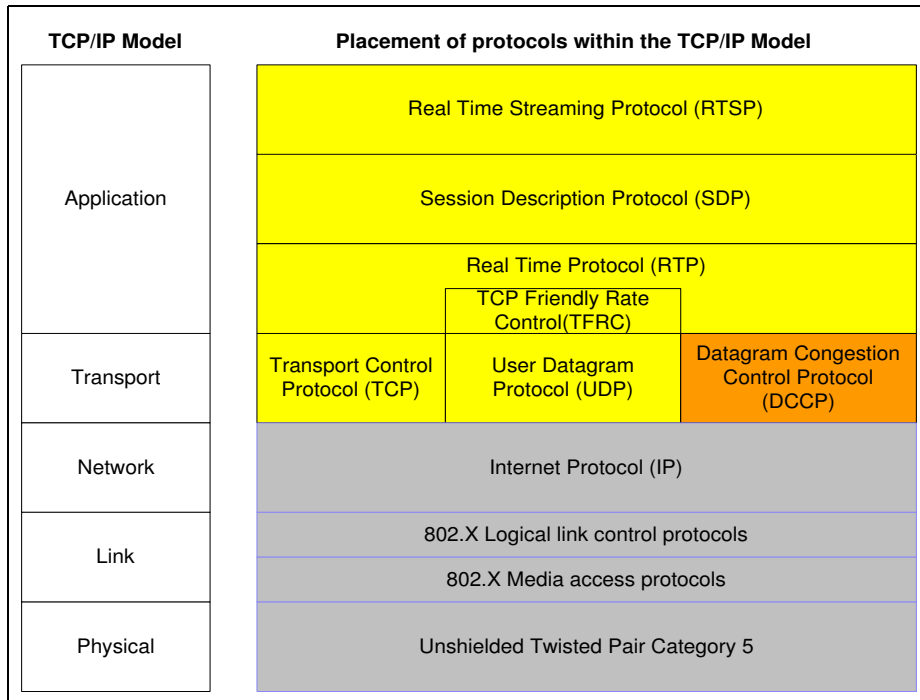 TCP/IP Model
Placement of protocols within the TCP/IP Model
Application
Real Time Streaming Protocol (RTSP)
Session Description Protocol (SDP)
Real Time Protocol (RTP)
TCP Friendly Rate
Control(TFRC)
Transport
Transport Control
Protocol (TCP)
User Datagram
Protocol (UDP)
Datagram Congestion
Control Protocol
(DCCP)
Network
Internet Protocol (IP)
Link
802.X Logical link control protocols
802.X Media access protocols
Physical
Unshielded Twisted Pair Category 5